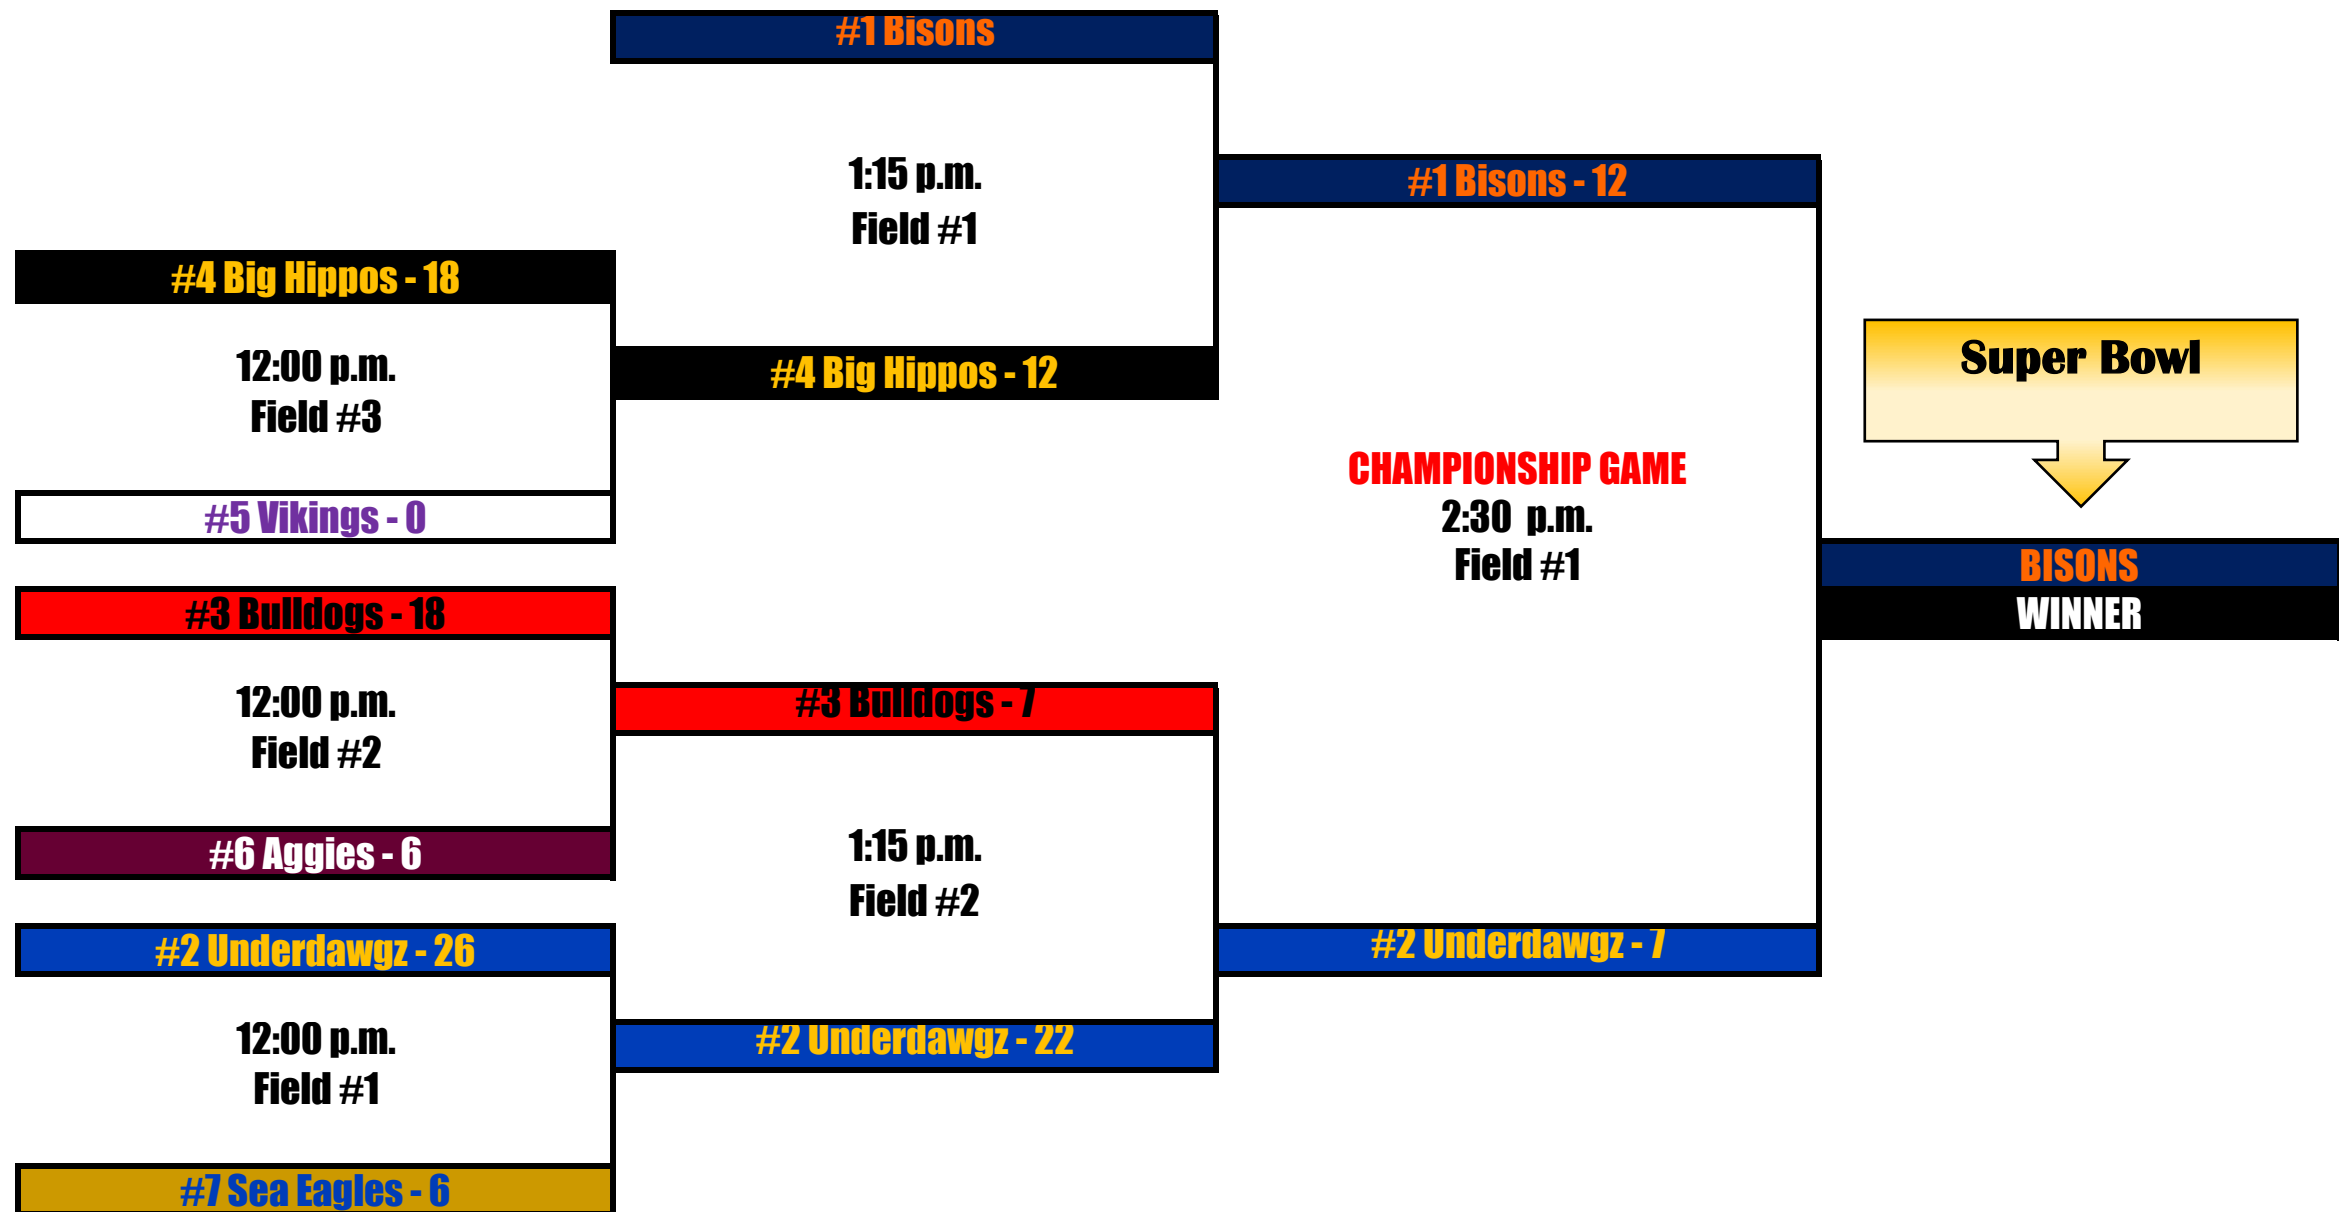 #1 Bisons
1:15 p.m.
Field #1
#1 Bisons - 12
#4 Big Hippos - 18
12:00 p.m.
Field #3
#4 Big Hippos - 12
Super Bowl
CHAMPIONSHIP GAME
2:30 p.m.
Field #1
#5 Vikings - 0
BISONS
WINNER
#3 Bulldogs - 18
12:00 p.m.
Field #2
#3 Bulldogs - 7
#6 Aggies - 6
1:15 p.m.
Field #2
#2 Underdawgz - 26
#2 Underdawgz - 7
12:00 p.m.
Field #1
#2 Underdawgz - 22
#7 Sea Eagles - 6